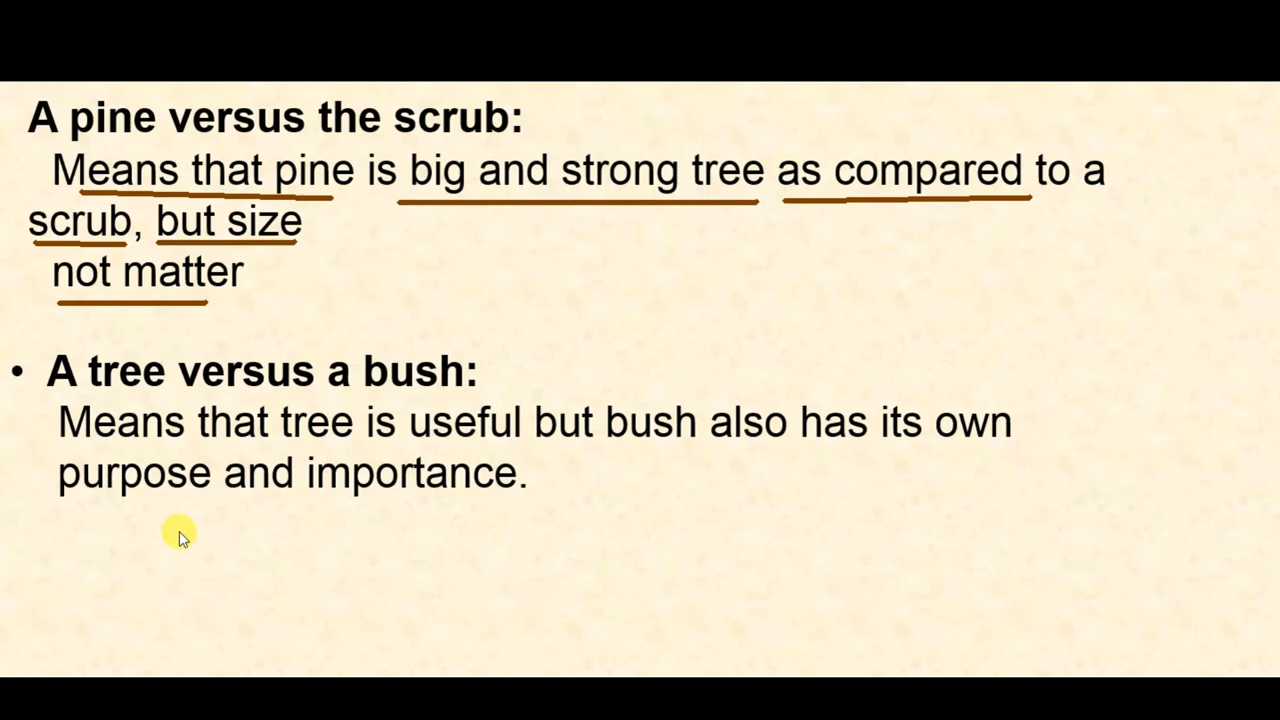 A pine versus the scrub:
Means that pine is big and strong tree as compared to a
scrub, but size
not matter
• A tree versus a bush:
Means that tree is useful but bush also has its own
purpose and importance.